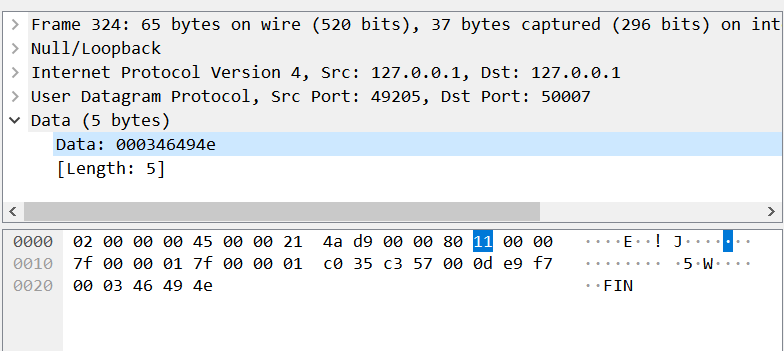 Frame 324: 65 bytes on wire (520 bits), 37 bytes captured (296 bits) on int
Null/Loopback
Internet Protocol Version 4, Src: 127.0.0.1, Dst: 127.0.0.1
User Datagram Protocol, Src Port: 49205, Dst Port: 50007
Data (5 bytes)
Data: 000346494e
[Length: 5]
0000 02 00 00 00 45 00 00 21 4a d9 00 00 80 11 00 00 ····E··! J·······
0010 7f 00 00 01 7f 00 00 01 c0 35 c3 57 00 0d e9 f7 ········ ·5·W····
0020 00 03 46 49 4e ··FIN